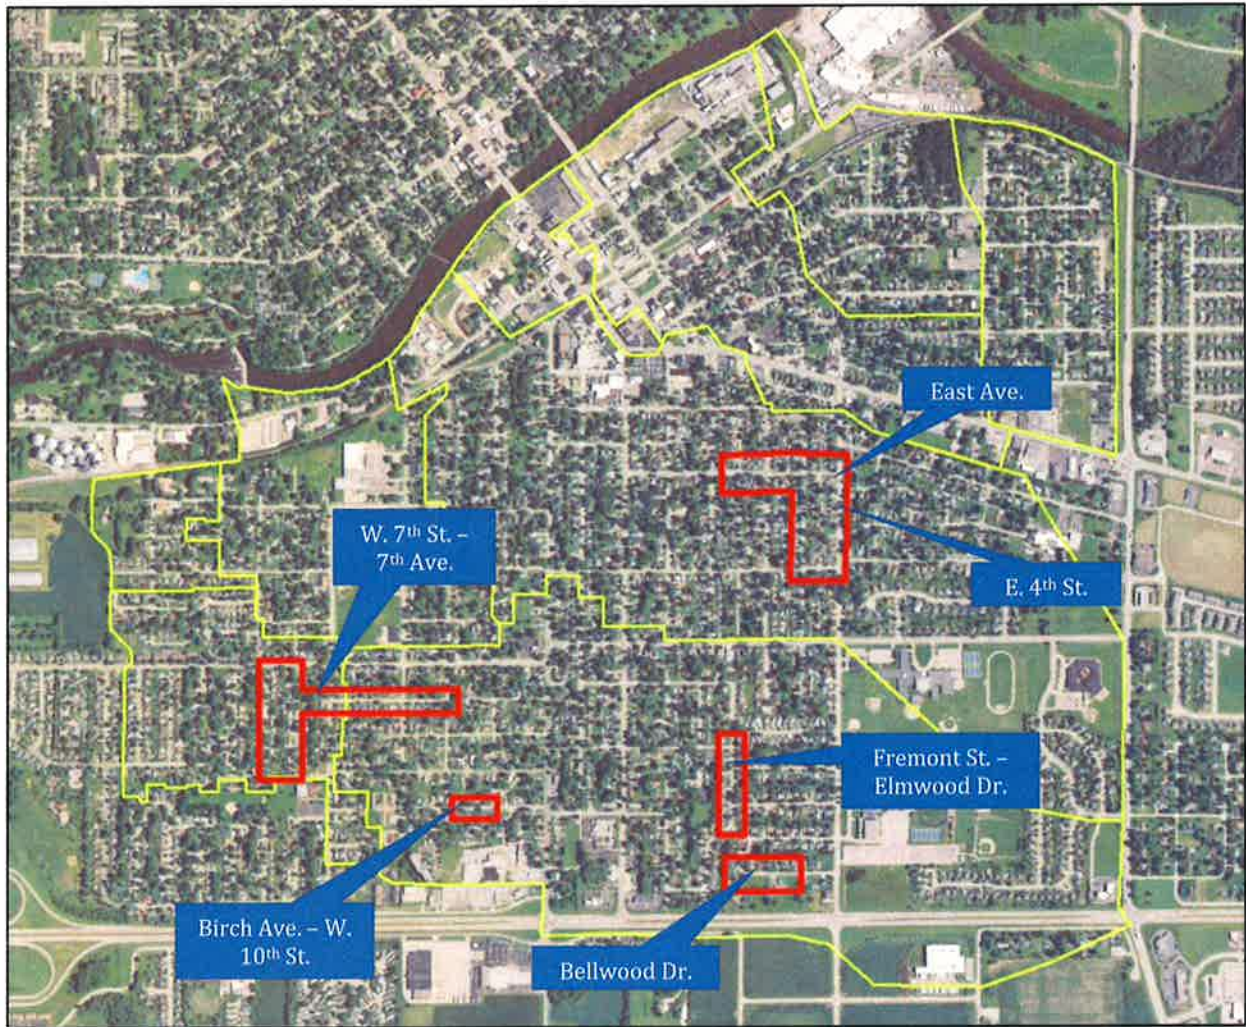 East Ave.
W. 7th St. –
7th Ave.
E. 4th St.
Fremont St. –
Elmwood Dr.
Birch Ave. – W.
10th St.
Bellwood Dr.